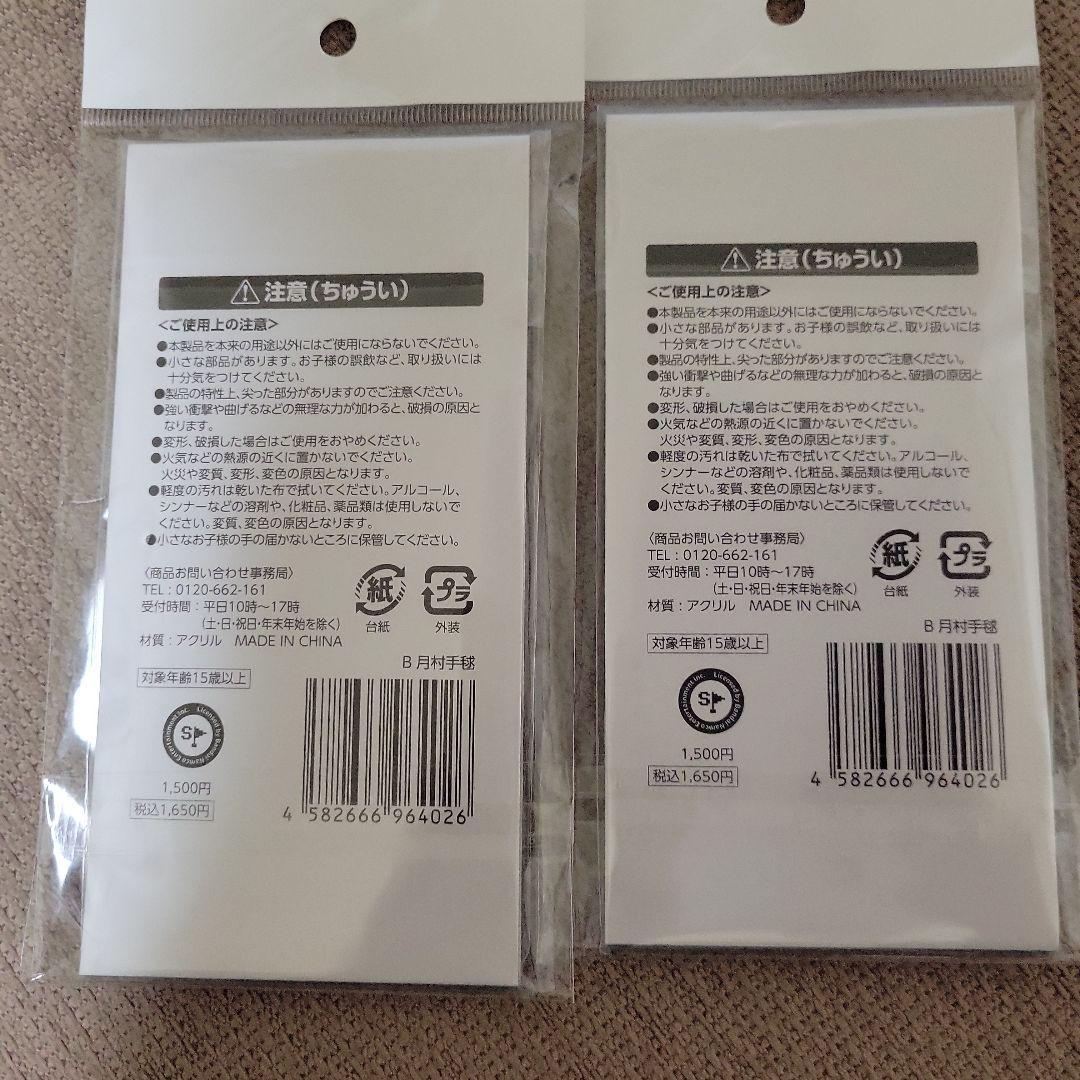 注意(ちゅうい)
<ご使用上の注意>
●本製品を本来の用途以外にはご使用にならないでください。
●小さな部品があります。お子様の誤飲など、取り扱いには
十分気をつけてください。
●製品の特性上、尖った部分がありますのでご注意ください。
●強い衝撃や曲げるなどの無理な力が加わると、破損の原因と
なります。
●変形、破損した場合はご使用をおやめください。
●火気などの熱源の近くに置かないでください。
火災や変質、変形、変色の原因となります。
●軽度の汚れは乾いた布で拭いてください。アルコール、
シンナーなどの溶剤や、化粧品、薬品類は使用しないで
ください。変質、変色の原因となります。
●小さなお子様の手の届かないところに保管してください。
〈商品お問い合わせ事務局〉
TEL:0120-662-161
受付時間:平日10時~17時
(土・日・祝日・年末年始を除く)
材質:アクリル MADE IN CHINA
紙
台紙
プラ
外装
B 月村手毬
対象年齢15歳以上
Licensed by Bandai Namco Entertainment Inc.
S
1,500円
税込1,650円
4 582666 964026
注意(ちゅうい)
<ご使用上の注意>
●本製品を本来の用途以外にはご使用にならないでください。
●小さな部品があります。お子様の誤飲など、取り扱いには
十分気をつけてください。
●製品の特性上、尖った部分がありますのでご注意ください。
●強い衝撃や曲げるなどの無理な力が加わると、破損の原因と
なります。
●変形、破損した場合はご使用をおやめください。
●火気などの熱源の近くに置かないでください。
火災や変質、変形、変色の原因となります。
●軽度の汚れは乾いた布で拭いてください。アルコール、
シンナーなどの溶剤や、化粧品、薬品類は使用しないで
ください。変質、変色の原因となります。
●小さなお子様の手の届かないところに保管してください。
〈商品お問い合わせ事務局〉
TEL:0120-662-161
受付時間:平日10時~17時
(土・日・祝日・年末年始を除く)
材質:アクリル MADE IN CHINA
紙
台紙
プラ
外装
B 月村手毬
対象年齢15歳以上
Licensed by Bandai Namco Entertainment Inc.
S
1,500円
税込1,650円
4 582666 964026